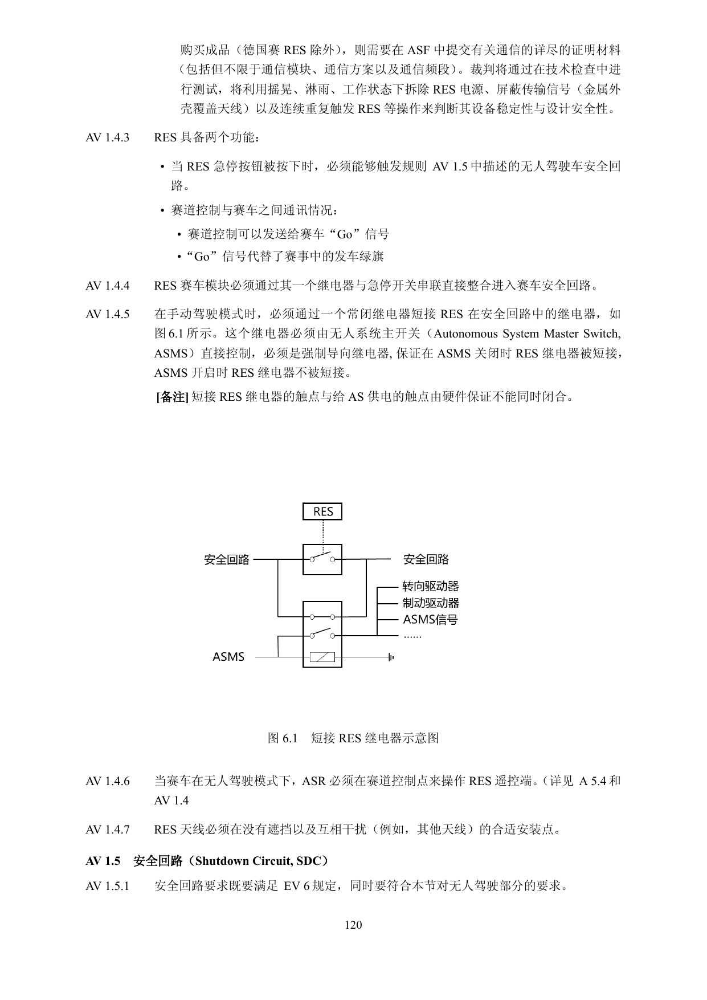 购买成品（德国赛 RES 除外），则需要在 ASF 中提交有关通信的详尽的证明材料
（包括但不限于通信模块、通信方案以及通信频段）。裁判将通过在技术检查中进
行测试，将利用摇晃、淋雨、工作状态下拆除 RES 电源、屏蔽传输信号（金属外
壳覆盖天线）以及连续重复触发 RES 等操作来判断其设备稳定性与设计安全性。
AV 1.4.3 RES 具备两个功能：
• 当 RES 急停按钮被按下时，必须能够触发规则 AV 1.5 中描述的无人驾驶车安全回
路。
• 赛道控制与赛车之间通讯情况：
• 赛道控制可以发送给赛车“Go”信号
• “Go”信号代替了赛事中的发车绿旗
AV 1.4.4 RES 赛车模块必须通过其一个继电器与急停开关串联直接整合进入赛车安全回路。
AV 1.4.5 在手动驾驶模式时，必须通过一个常闭继电器短接 RES 在安全回路中的继电器，如
图 6.1 所示。这个继电器必须由无人系统主开关（Autonomous System Master Switch,
ASMS）直接控制，必须是强制导向继电器, 保证在 ASMS 关闭时 RES 继电器被短接，
ASMS 开启时 RES 继电器不被短接。
[备注] 短接 RES 继电器的触点与给 AS 供电的触点由硬件保证不能同时闭合。
RES
安全回路 安全回路
转向驱动器
制动驱动器
ASMS信号
......
ASMS
图 6.1 短接 RES 继电器示意图
AV 1.4.6 当赛车在无人驾驶模式下，ASR 必须在赛道控制点来操作 RES 遥控端。（详见 A 5.4 和
AV 1.4
AV 1.4.7 RES 天线必须在没有遮挡以及互相干扰（例如，其他天线）的合适安装点。
AV 1.5 安全回路（Shutdown Circuit, SDC）
AV 1.5.1 安全回路要求既要满足 EV 6 规定，同时要符合本节对无人驾驶部分的要求。
120